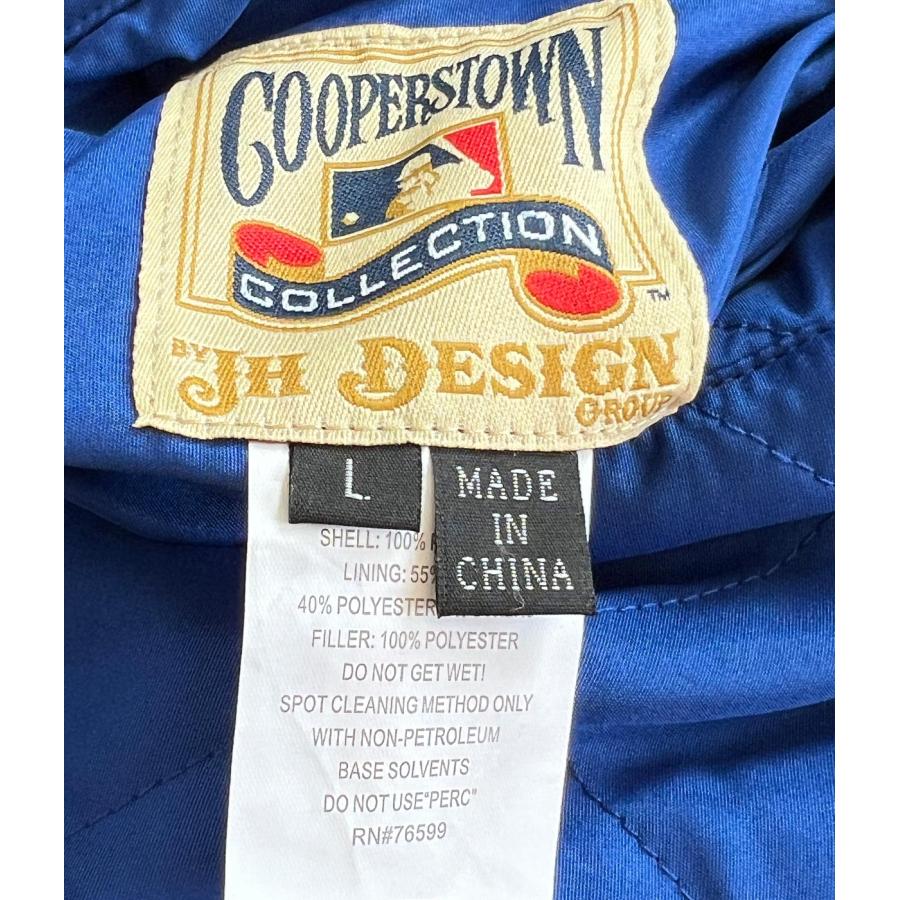 COOPERSTOWN
COLLECTION
TM
BY JH DESIGN
GROUP
L
MADE
IN
CHINA
SHELL: 100%
LINING: 55%
40% POLYESTER
FILLER: 100% POLYESTER
DO NOT GET WET!
SPOT CLEANING METHOD ONLY
WITH NON-PETROLEUM
BASE SOLVENTS
DO NOT USE“PERC”
RN#76599